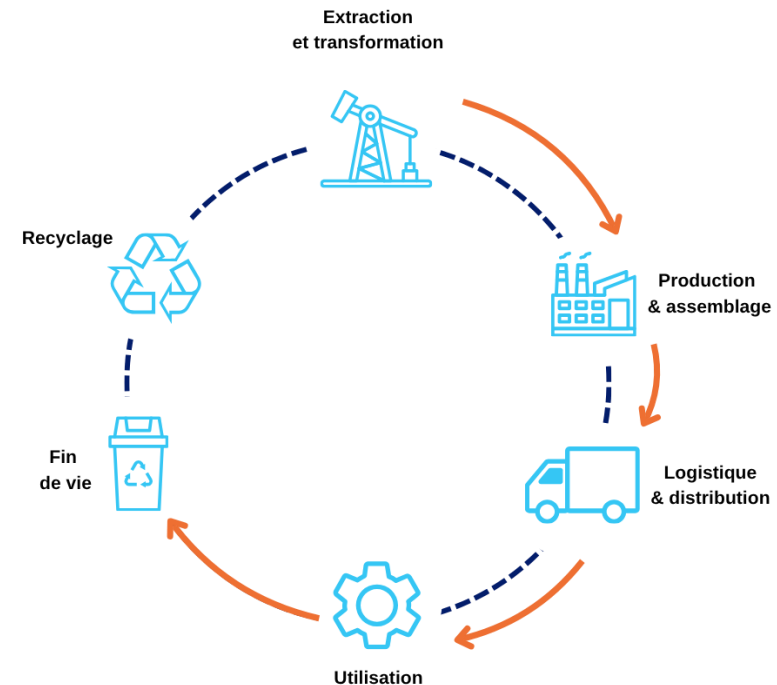 Extraction
et transformation
Recyclage
Production
& assemblage
Fin
de vie
Logistique
& distribution
Utilisation